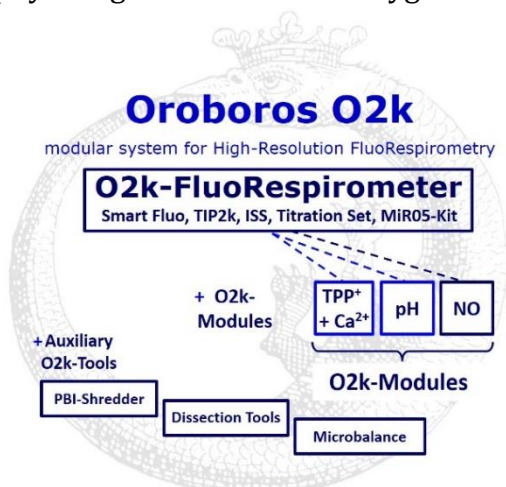 Oroboros O2k
modular system for High-Resolution FluoRespirometry
O2k-FluoRespirometer
Smart Fluo, TIP2k, ISS, Titration Set, MiR05-Kit
+ O2k-
Modules
TPP⁺
+ Ca²⁺
pH
NO
O2k-Modules
+Auxiliary
O2k-Tools
PBI-Shredder
Dissection Tools
Microbalance